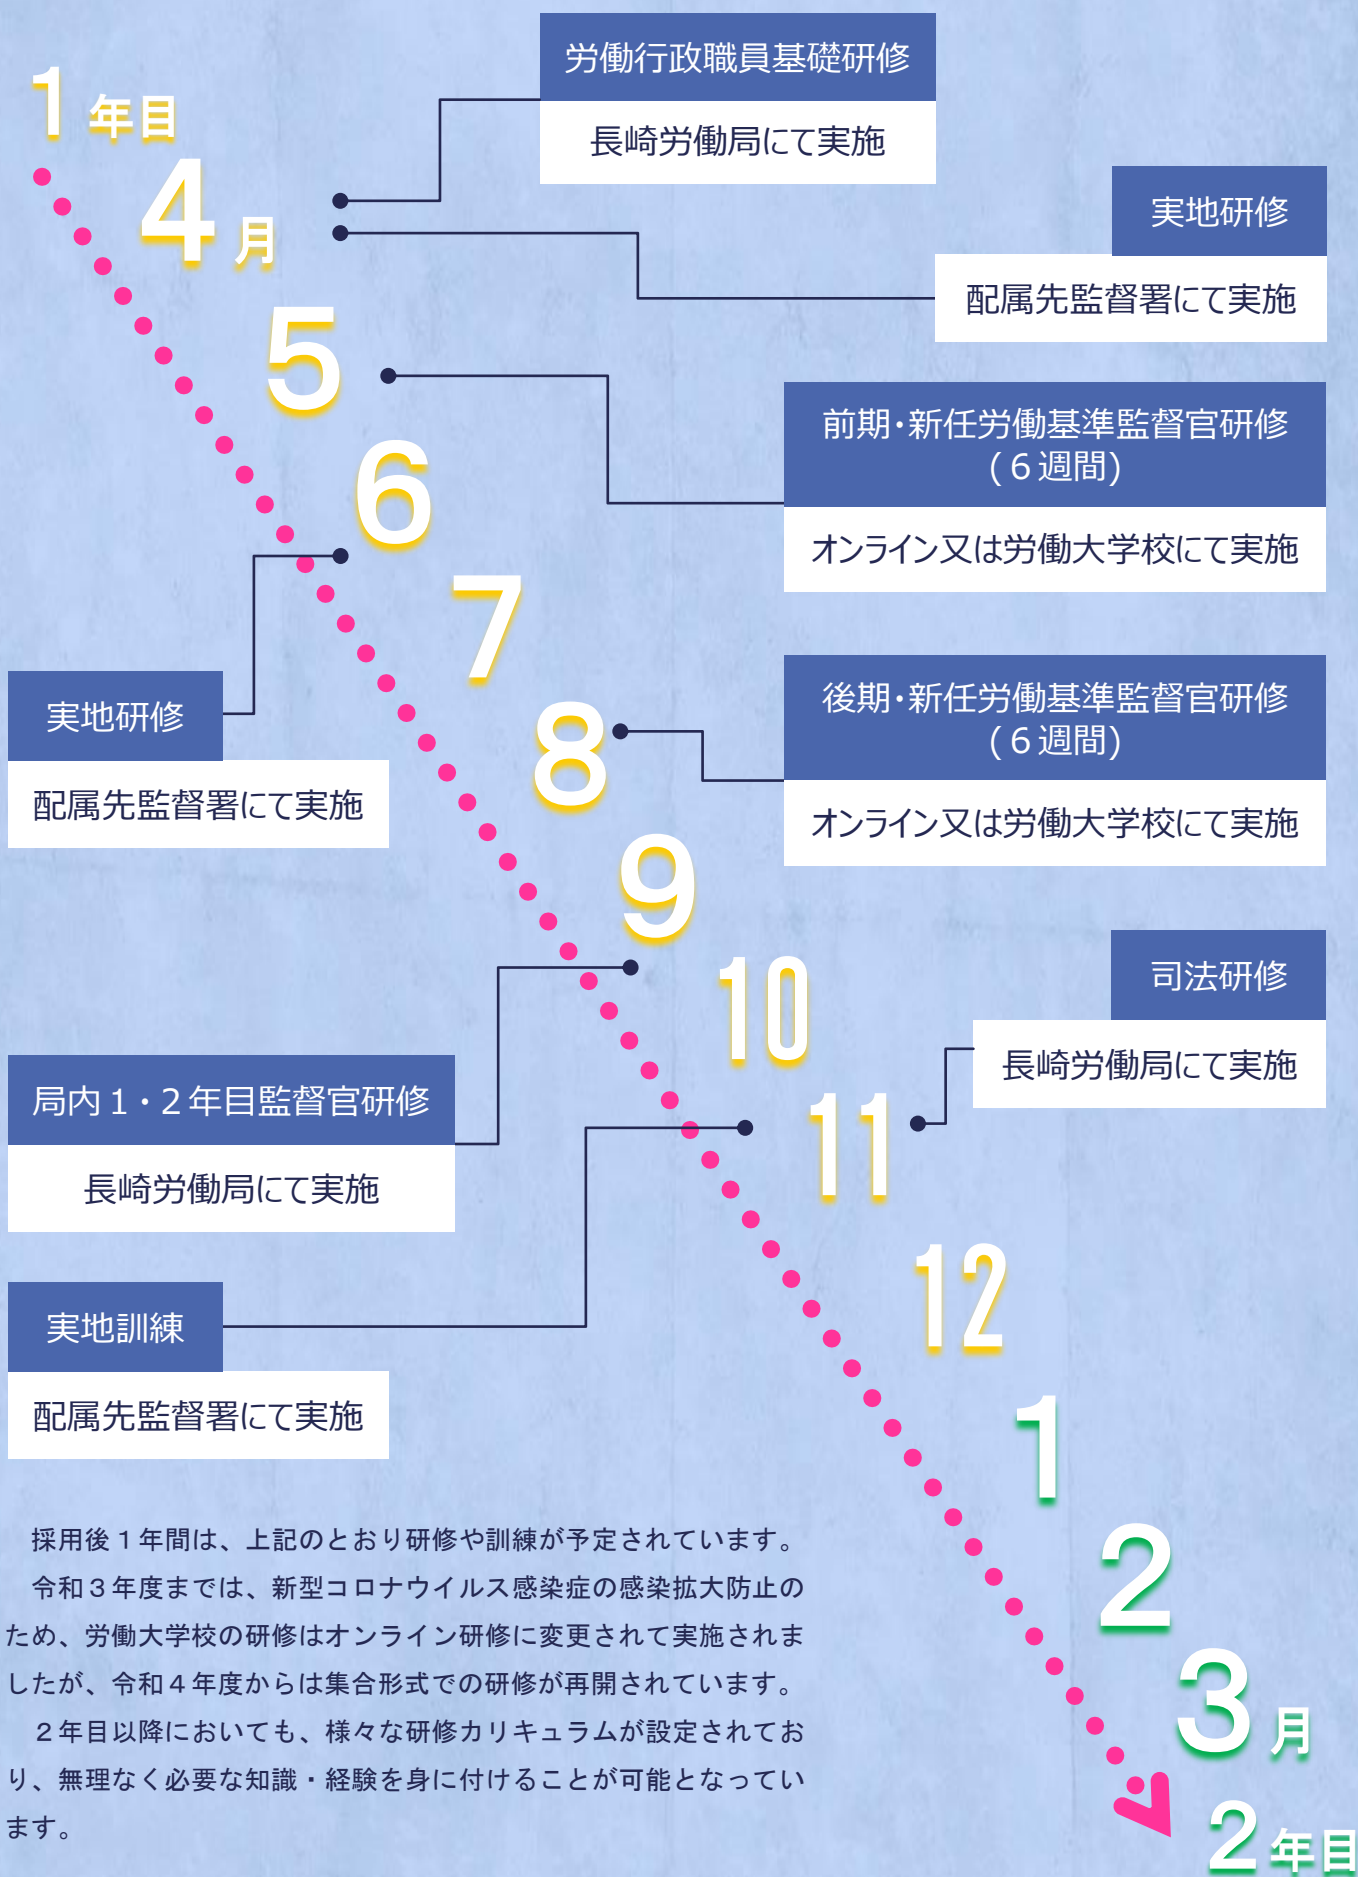 1年目
4月
労働行政職員基礎研修
長崎労働局にて実施
実地研修
配属先監督署にて実施
5
前期・新任労働基準監督官研修
(6週間)
オンライン又は労働大学校にて実施
6
実地研修
配属先監督署にて実施
7
8
後期・新任労働基準監督官研修
(6週間)
オンライン又は労働大学校にて実施
9
局内1・2年目監督官研修
長崎労働局にて実施
10
司法研修
長崎労働局にて実施
11
実地訓練
配属先監督署にて実施
12
1
2
3月
2年目
採用後1年間は、上記のとおり研修や訓練が予定されています。
令和3年度までは、新型コロナウイルス感染症の感染拡大防止の
ため、労働大学校の研修はオンライン研修に変更されて実施されま
したが、令和4年度からは集合形式での研修が再開されています。
2年目以降においても、様々な研修カリキュラムが設定されてお
り、無理なく必要な知識・経験を身に付けることが可能となってい
ます。